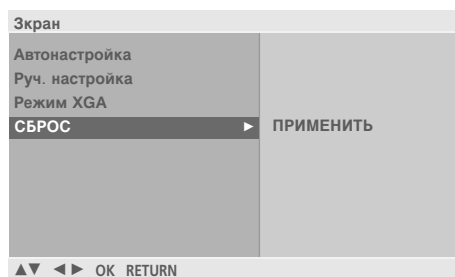 Зкран
Автонастройка
Руч. настройка
Режим XGA
СБРОС ► ПРИМЕНИТЬ
▲▼ ◄► OK RETURN